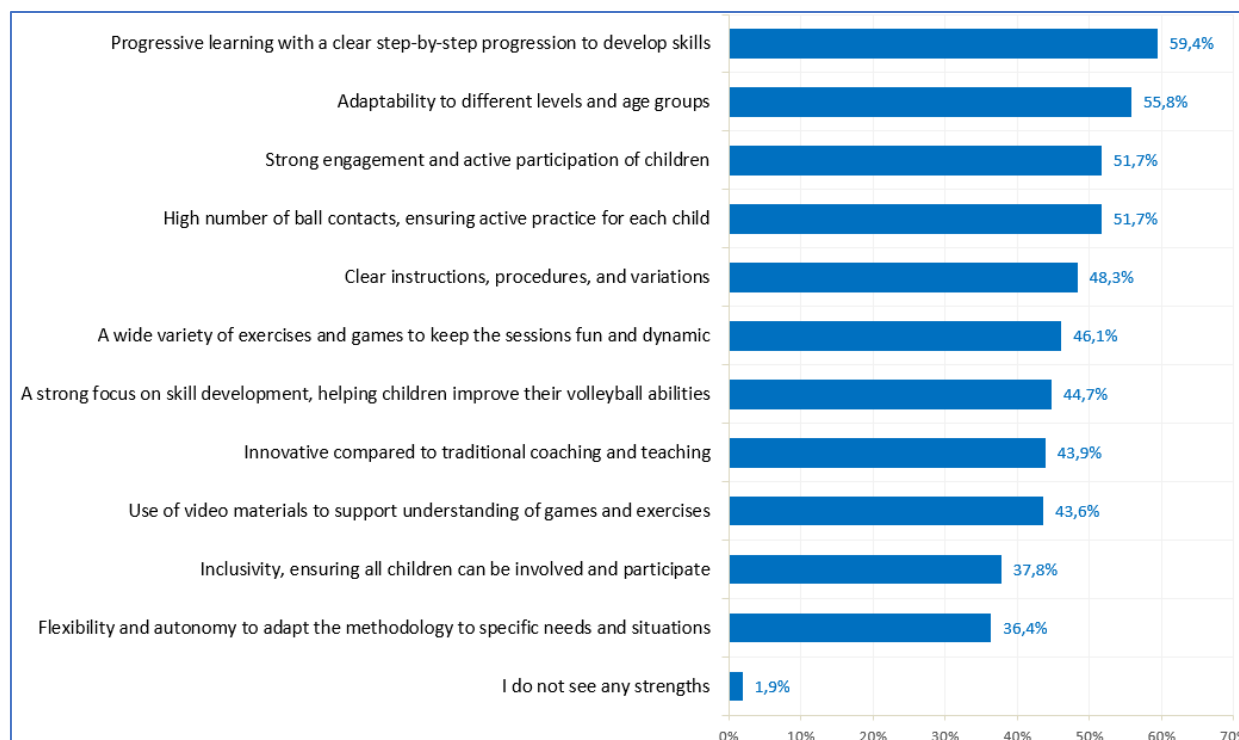 Progressive learning with a clear step-by-step progression to develop skills 59,4%
Adaptability to different levels and age groups 55,8%
Strong engagement and active participation of children 51,7%
High number of ball contacts, ensuring active practice for each child 51,7%
Clear instructions, procedures, and variations 48,3%
A wide variety of exercises and games to keep the sessions fun and dynamic 46,1%
A strong focus on skill development, helping children improve their volleyball abilities 44,7%
Innovative compared to traditional coaching and teaching 43,9%
Use of video materials to support understanding of games and exercises 43,6%
Inclusivity, ensuring all children can be involved and participate 37,8%
Flexibility and autonomy to adapt the methodology to specific needs and situations 36,4%
I do not see any strengths 1,9%
0% 10% 20% 30% 40% 50% 60% 70%